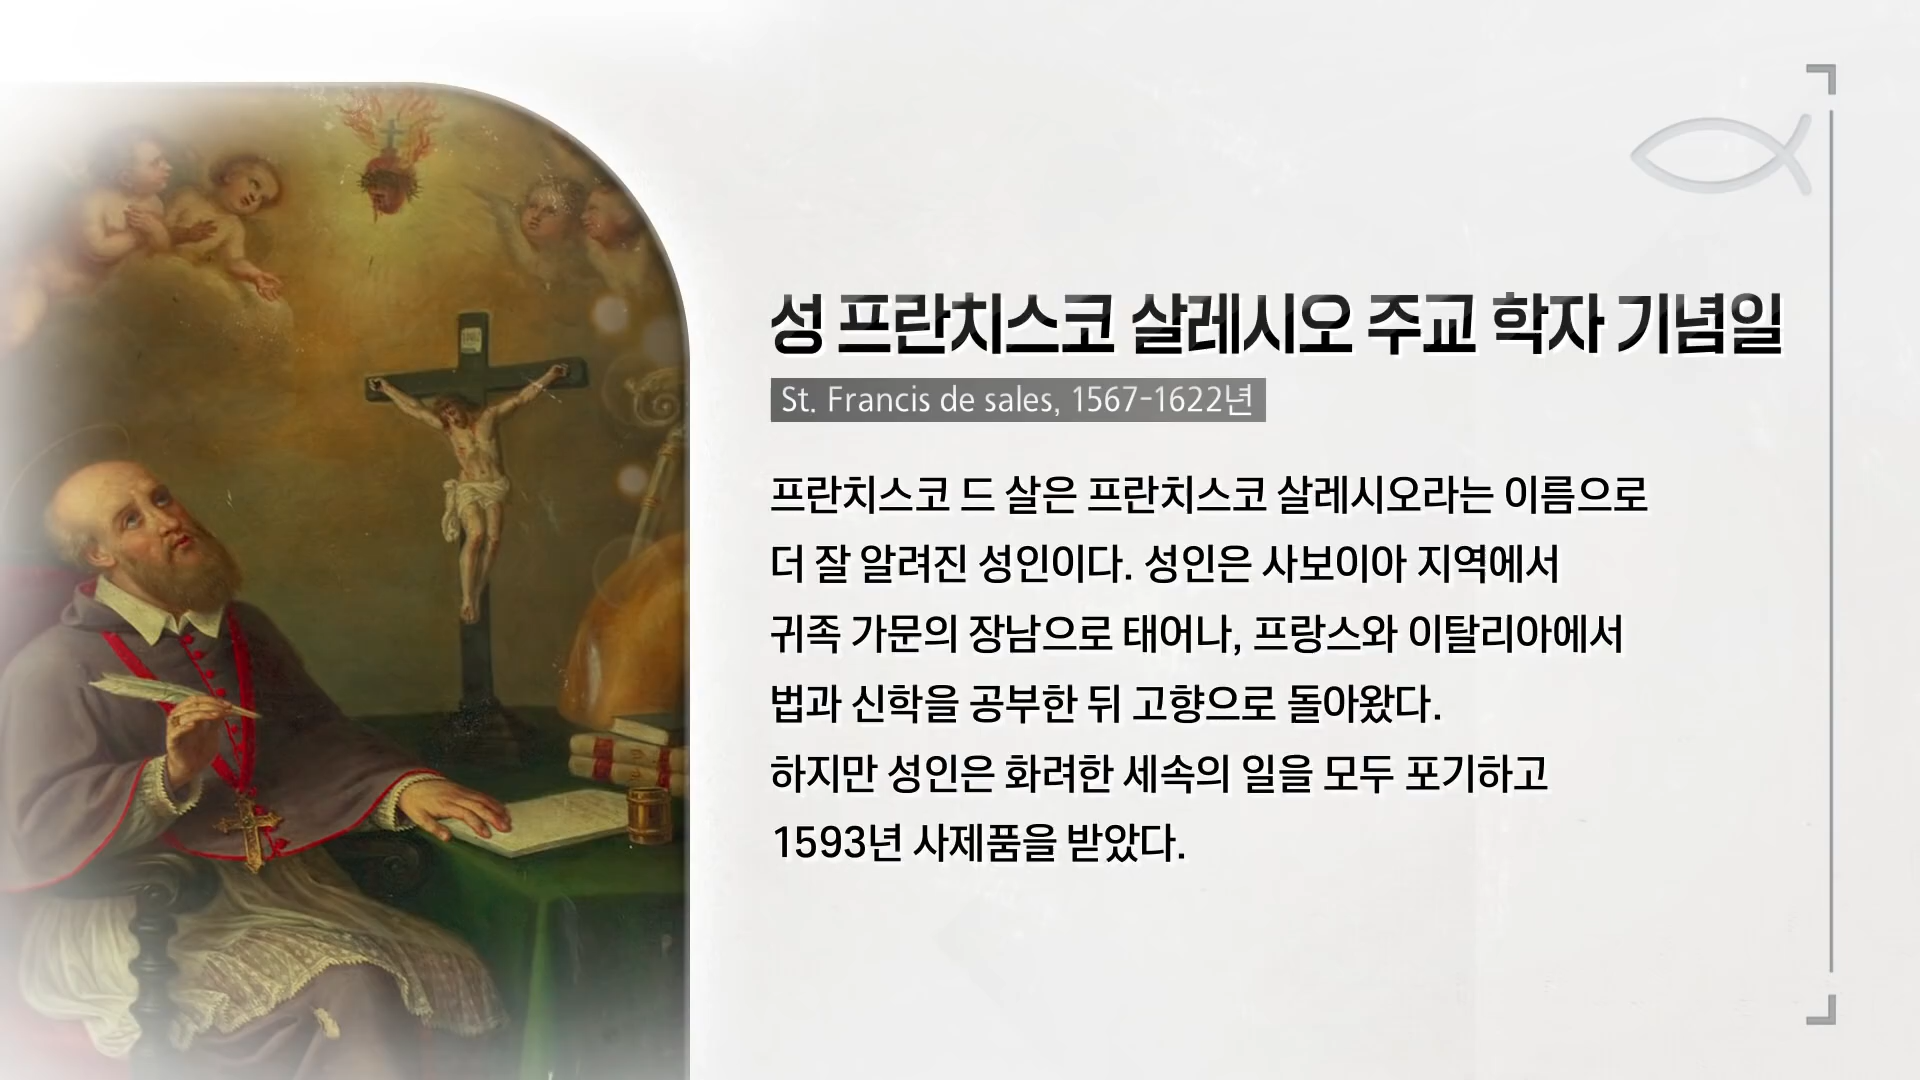 성 프란치스코 살레시오 주교 학자 기념일
St. Francis de sales, 1567-1622년
프란치스코 드 살은 프란치스코 살레시오라는 이름으로
더 잘 알려진 성인이다. 성인은 사보이아 지역에서
귀족 가문의 장남으로 태어나, 프랑스와 이탈리아에서
법과 신학을 공부한 뒤 고향으로 돌아왔다.
하지만 성인은 화려한 세속의 일을 모두 포기하고
1593년 사제품을 받았다.